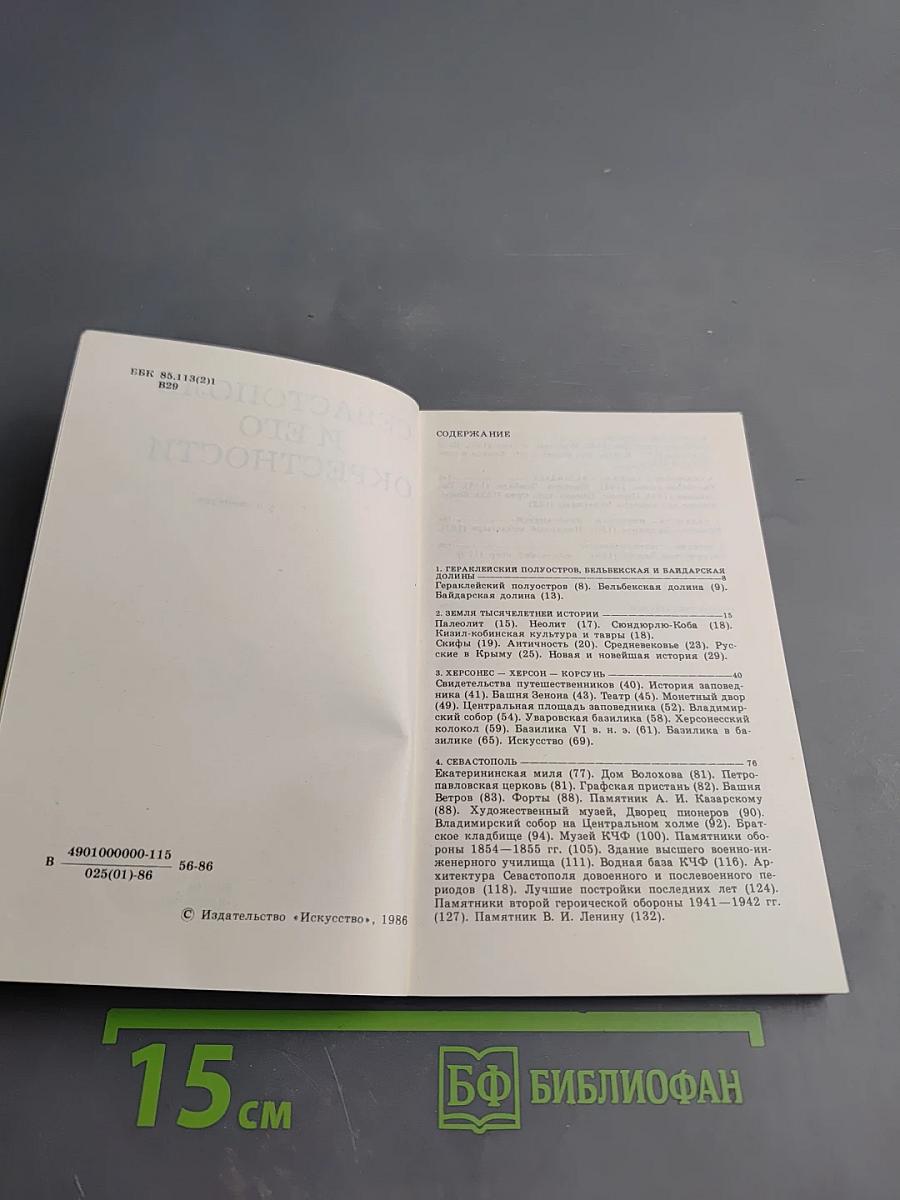 ББК 85.113(2)1
В29
В 4901000000-115 56-86
025(01)-86
© Издательство «Искусство», 1986
СОДЕРЖАНИЕ
1. ГЕРАКЛЕЙСКИЙ ПОЛУОСТРОВ, БЕЛЬБЕКСКАЯ И БАЙДАРСКАЯ
ДОЛИНЫ 8
Гераклейский полуостров (8). Бельбекская долина (9).
Байдарская долина (13).
2. ЗЕМЛЯ ТЫСЯЧЕЛЕТНЕЙ ИСТОРИИ 15
Палеолит (15). Неолит (17). Сюндюрлю-Коба (18).
Кизил-кобинская культура и тавры (18).
Скифы (19). Античность (20). Средневековье (23). Рус-
ские в Крыму (25). Новая и новейшая история (29).
3. ХЕРСОНЕС — ХЕРСОН — КОРСУНЬ 40
Свидетельства путешественников (40). История заповед-
ника (41). Башня Зенона (43). Театр (45). Монетный двор
(49). Центральная площадь заповедника (52). Владимир-
ский собор (54). Уваровская базилика (58). Херсонесский
колокол (59). Базилика VI в. н. э. (61). Базилика в ба-
зилике (65). Искусство (69).
4. СЕВАСТОПОЛЬ 76
Екатерининская миля (77). Дом Волохова (81). Петро-
павловская церковь (81). Графская пристань (82). Башня
Ветров (83). Форты (88). Памятник А. И. Казарскому
(88). Художественный музей, Дворец пионеров (90).
Владимирский собор на Центральном холме (92). Брат-
ское кладбище (94). Музей КЧФ (100). Памятники обо-
роны 1854—1855 гг. (105). Здание высшего военно-ин-
женерного училища (111). Водная база КЧФ (116). Ар-
хитектура Севастополя довоенного и послевоенного пе-
риодов (118). Лучшие постройки последних лет (124).
Памятники второй героической обороны 1941—1942 гг.
(127). Памятник В. И. Ленину (132).
15 см
БФ БИБЛИОФАН